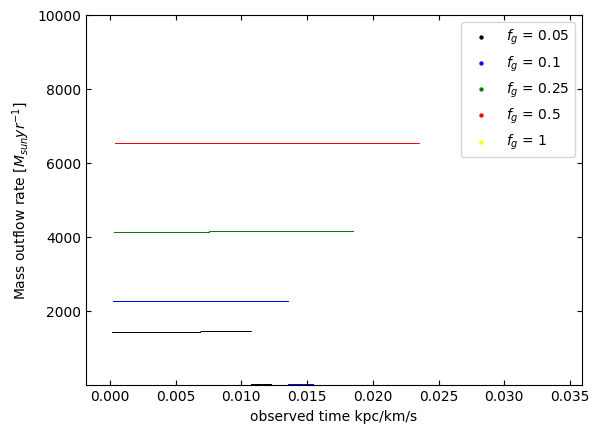 10000
8000
6000
4000
2000
0.000 0.005 0.010 0.015 0.020 0.025 0.030 0.035
observed time kpc/km/s
Mass outflow rate [M_{sun}yr^{-1}]
f_g = 0.05
f_g = 0.1
f_g = 0.25
f_g = 0.5
f_g = 1